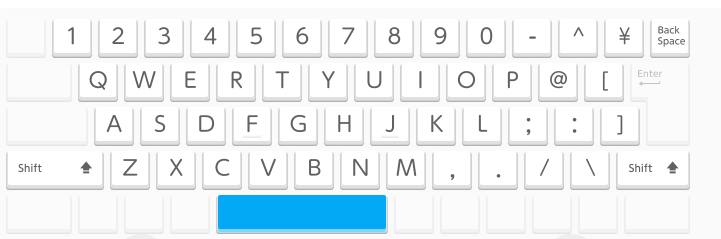 1 2 3 4 5 6 7 8 9 0 - ^ ¥ Back Space
Q W E R T Y U I O P @ [ Enter
A S D F G H J K L ; : ]
Shift Z X C V B N M , . / \ Shift